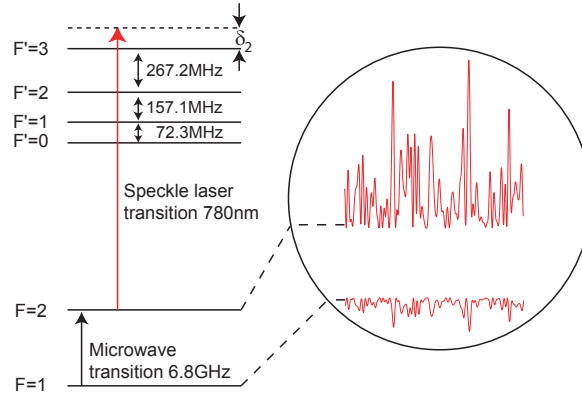 F'=3
δ2
267.2MHz
F'=2
157.1MHz
F'=1
72.3MHz
F'=0
Speckle laser
transition 780nm
F=2
Microwave
transition 6.8GHz
F=1